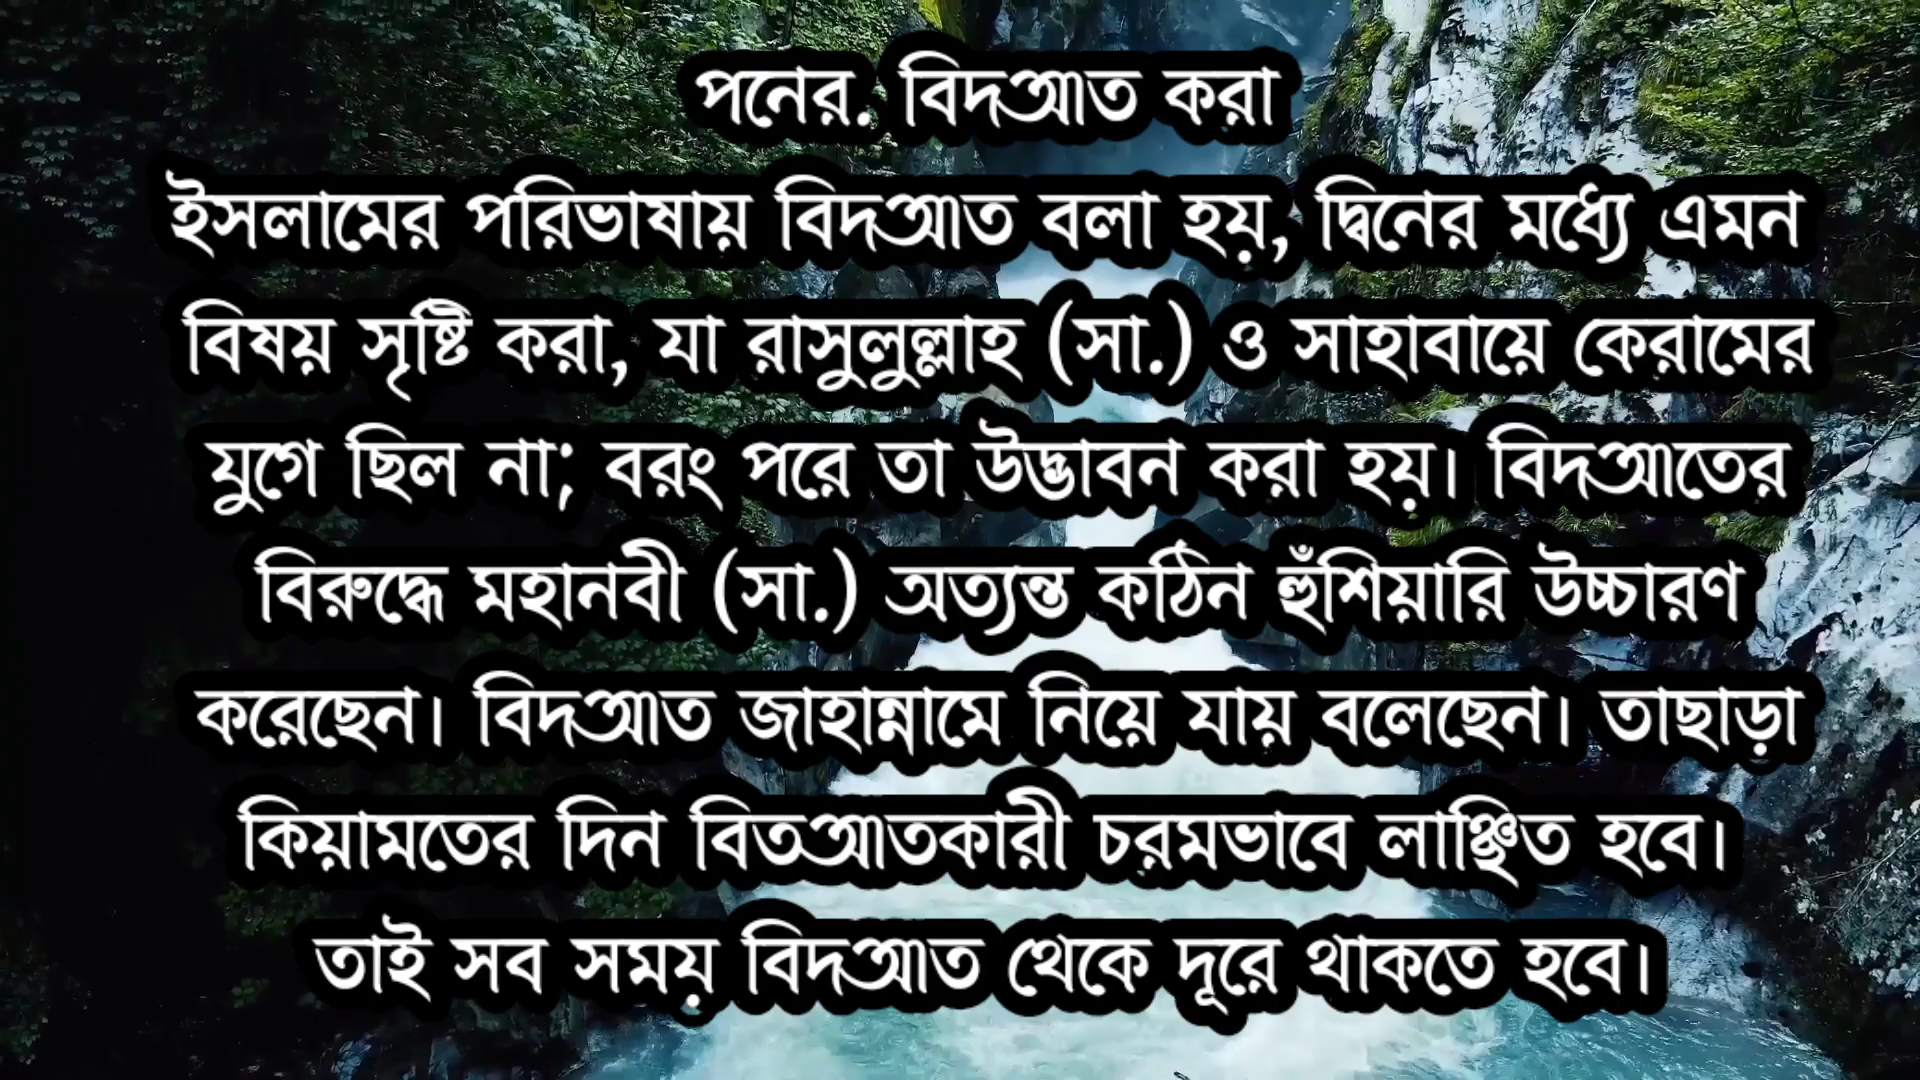 পনের. বিদআত করা
ইসলামের পরিভাষায় বিদআত বলা হয়, দ্বিনের মধ্যে এমন
বিষয় সৃষ্টি করা, যা রাসুলুল্লাহ (সা.) ও সাহাবায়ে কেরামের
যুগে ছিল না; বরং পরে তা উদ্ভাবন করা হয়। বিদআতের
বিরুদ্ধে মহানবী (সা.) অত্যন্ত কঠিন হুঁশিয়ারি উচ্চারণ
করেছেন। বিদআত জাহান্নামে নিয়ে যায় বলেছেন। তাছাড়া
কিয়ামতের দিন বিতআতকারী চরমভাবে লাঞ্ছিত হবে।
তাই সব সময় বিদআত থেকে দূরে থাকতে হবে।